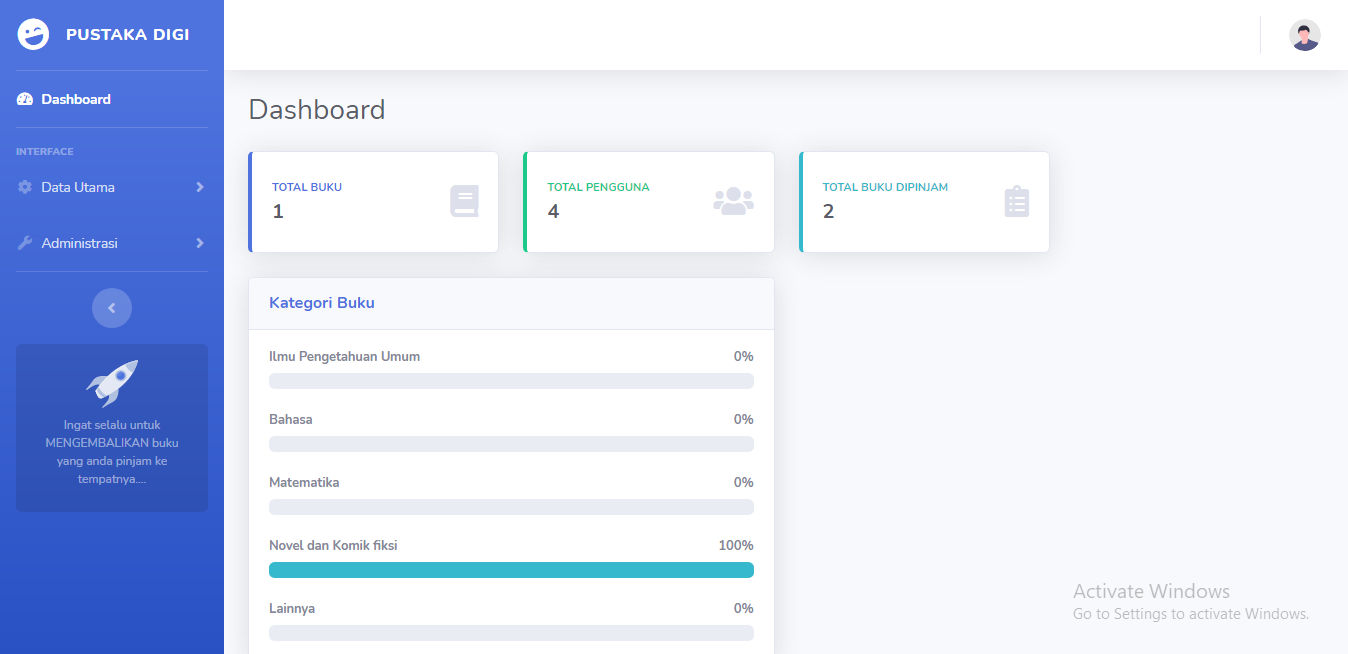 PUSTAKA DIGI
Dashboard
INTERFACE
Data Utama
Administrasi
Ingat selalu untuk
MENGEMBALIKAN buku
yang anda pinjam ke
tempatnya....
Dashboard
TOTAL BUKU
1
TOTAL PENGGUNA
4
TOTAL BUKU DIPINJAM
2
Kategori Buku
Ilmu Pengetahuan Umum 0%
Bahasa 0%
Matematika 0%
Novel dan Komik fiksi 100%
Lainnya 0%
Activate Windows
Go to Settings to activate Windows.